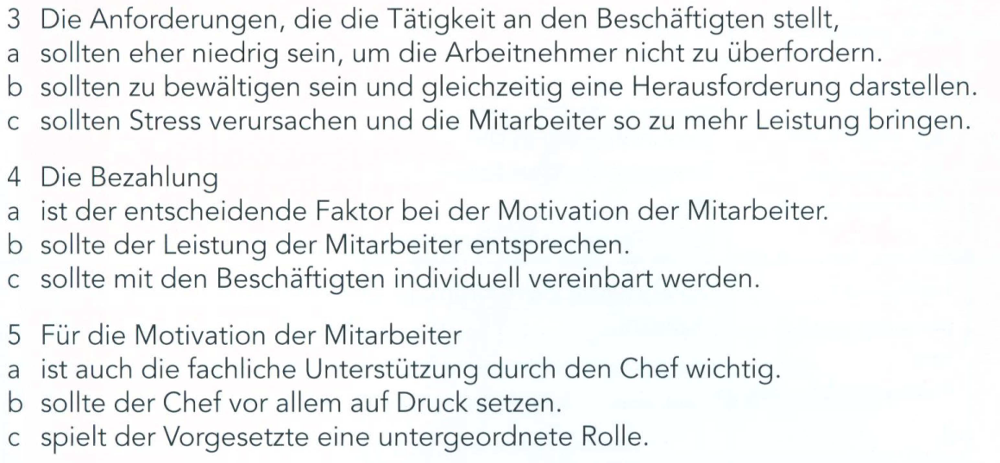 3 Die Anforderungen, die die Tätigkeit an den Beschäftigten stellt,
a sollten eher niedrig sein, um die Arbeitnehmer nicht zu überfordern.
b sollten zu bewältigen sein und gleichzeitig eine Herausforderung darstellen.
c sollten Stress verursachen und die Mitarbeiter so zu mehr Leistung bringen.
4 Die Bezahlung
a ist der entscheidende Faktor bei der Motivation der Mitarbeiter.
b sollte der Leistung der Mitarbeiter entsprechen.
c sollte mit den Beschäftigten individuell vereinbart werden.
5 Für die Motivation der Mitarbeiter
a ist auch die fachliche Unterstützung durch den Chef wichtig.
b sollte der Chef vor allem auf Druck setzen.
c spielt der Vorgesetzte eine untergeordnete Rolle.